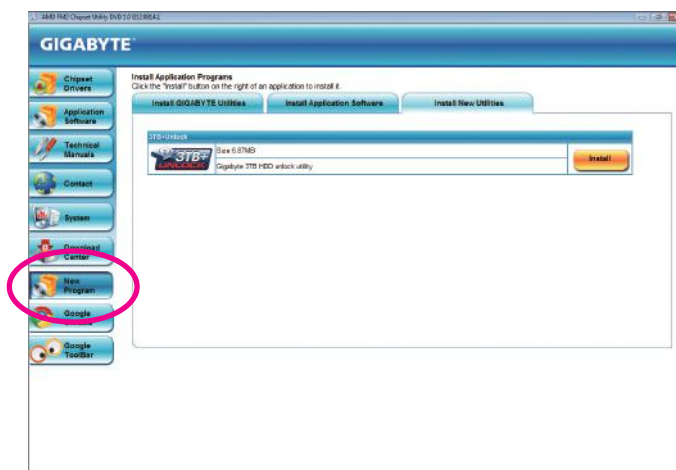 GIGABYTE
Chipset
Drivers
Application
Software
Technical
Manuals
Contact
System
Download
Center
New
Program
Google
Google
ToolBar
Install Application Programs
Click the "Install" button on the right of an application to install it.
Install GIGABYTE Utilities
Install Application Software
Install New Utilities
3TB+Unlock
3TB+
UNLOCK
Size:6.87MB
Gigabyte 3TB HDD unlock utility
Install